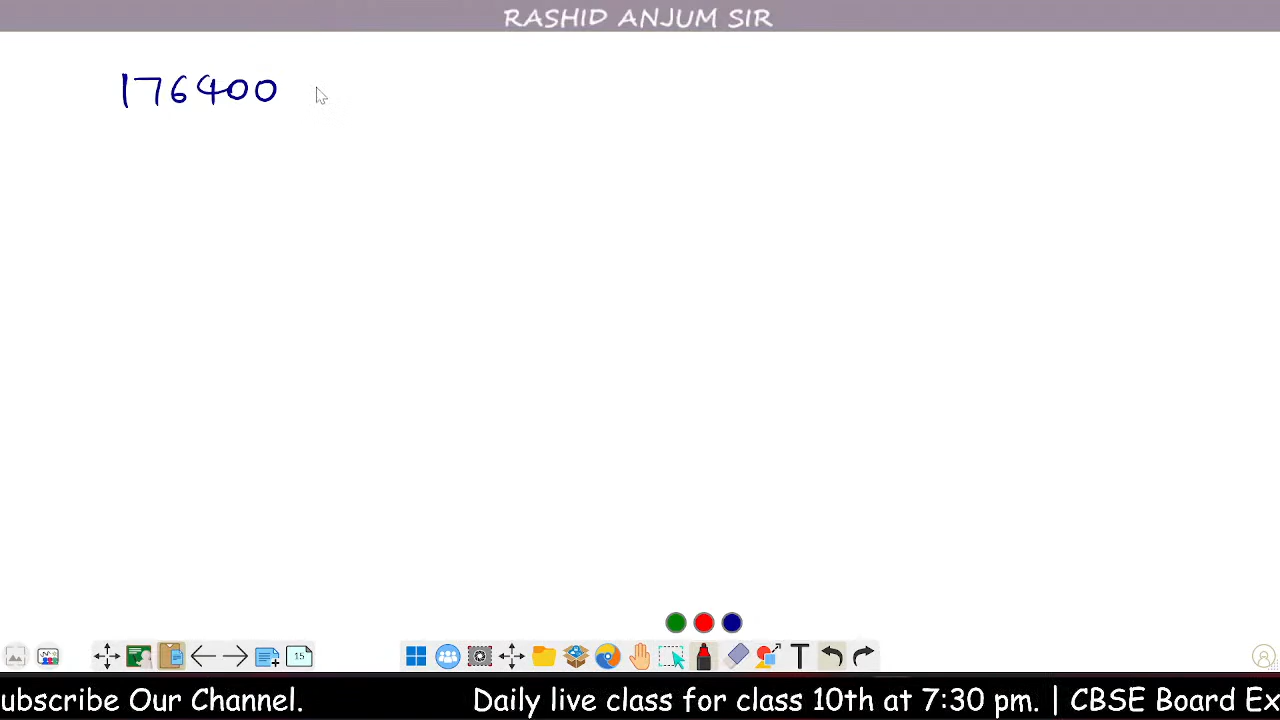 RASHID ANJUM SIR
176400
15
T
ubscribe Our Channel. Daily live class for class 10th at 7:30 pm. | CBSE Board Ex